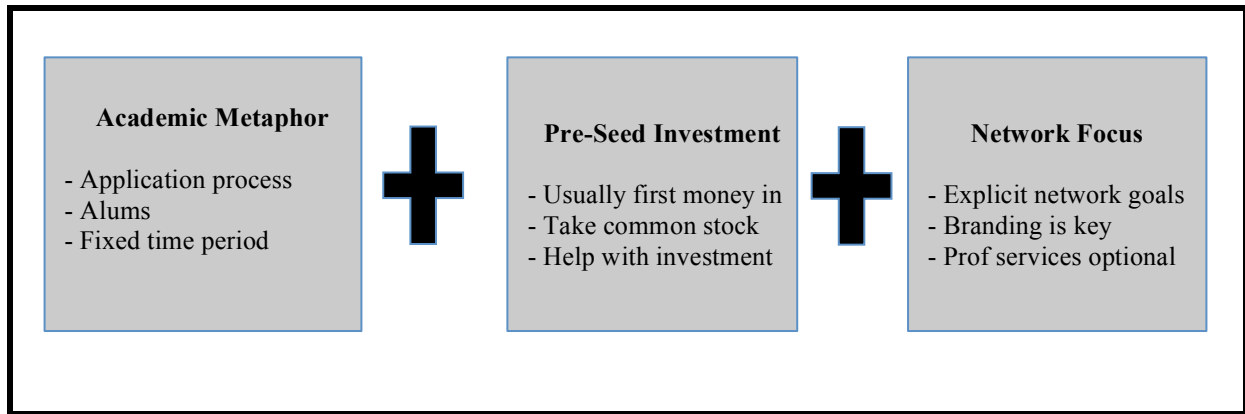 Academic Metaphor
- Application process
- Alums
- Fixed time period
Pre-Seed Investment
- Usually first money in
- Take common stock
- Help with investment
Network Focus
- Explicit network goals
- Branding is key
- Prof services optional